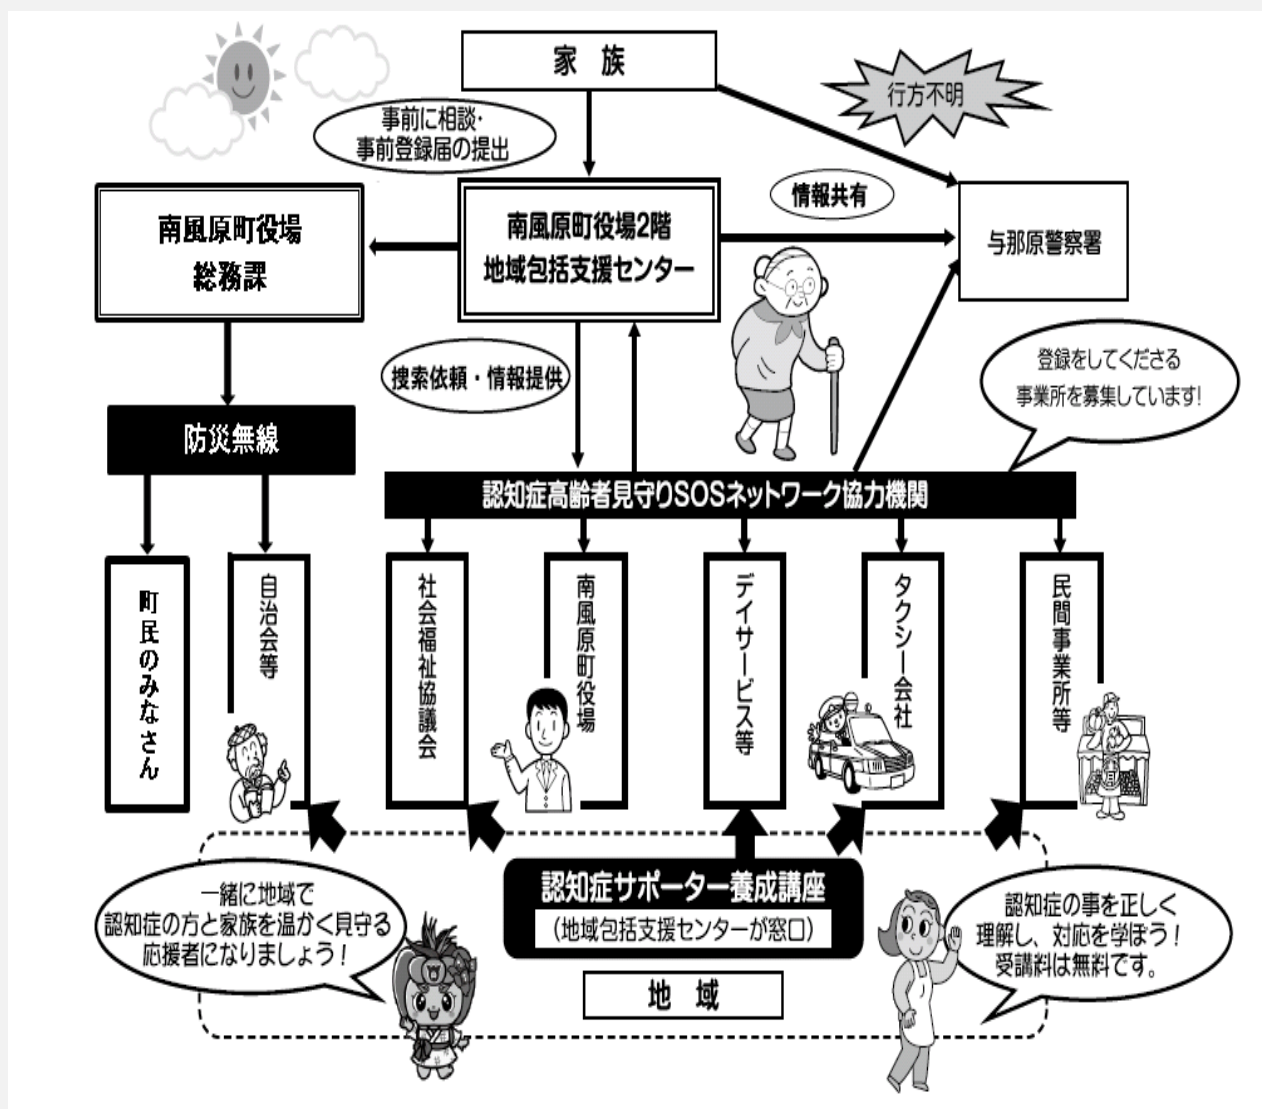 家　族
行方不明
事前に相談・
事前登録届の提出
南風原町役場
総務課
南風原町役場2階
地域包括支援センター
情報共有
与那原警察署
捜索依頼・情報提供
登録をしてくださる
事業所を募集しています!
防災無線
認知症高齢者見守りSOSネットワーク協力機関
町民のみなさん
自治会等
社会福祉協議会
南風原町役場
デイサービス等
タクシー会社
民間事業所等
一緒に地域で
認知症の方と家族を温かく見守る
応援者になりましょう！
認知症サポーター養成講座
(地域包括支援センターが窓口)
地　域
認知症の事を正しく
理解し、対応を学ぼう！
受講料は無料です。